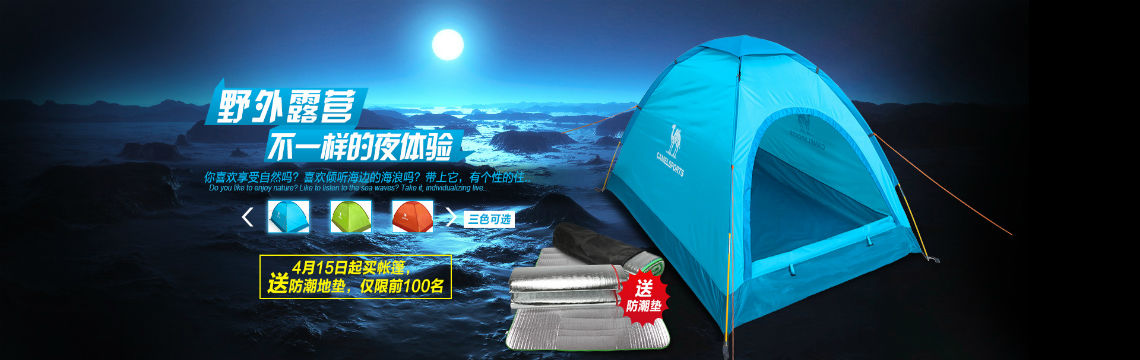 野外露营
不一样的夜体验
你喜欢享受自然吗？喜欢倾听海边的海浪吗？带上它，有个性的住..
Do you like to enjoy nature? Like to listen to the sea waves? Take it, individualizing live..
三色可选
4月15日起买帐篷，
送防潮地垫，仅限前100名
送
防潮垫
CAMELSPORTS
CAMELSPORTS